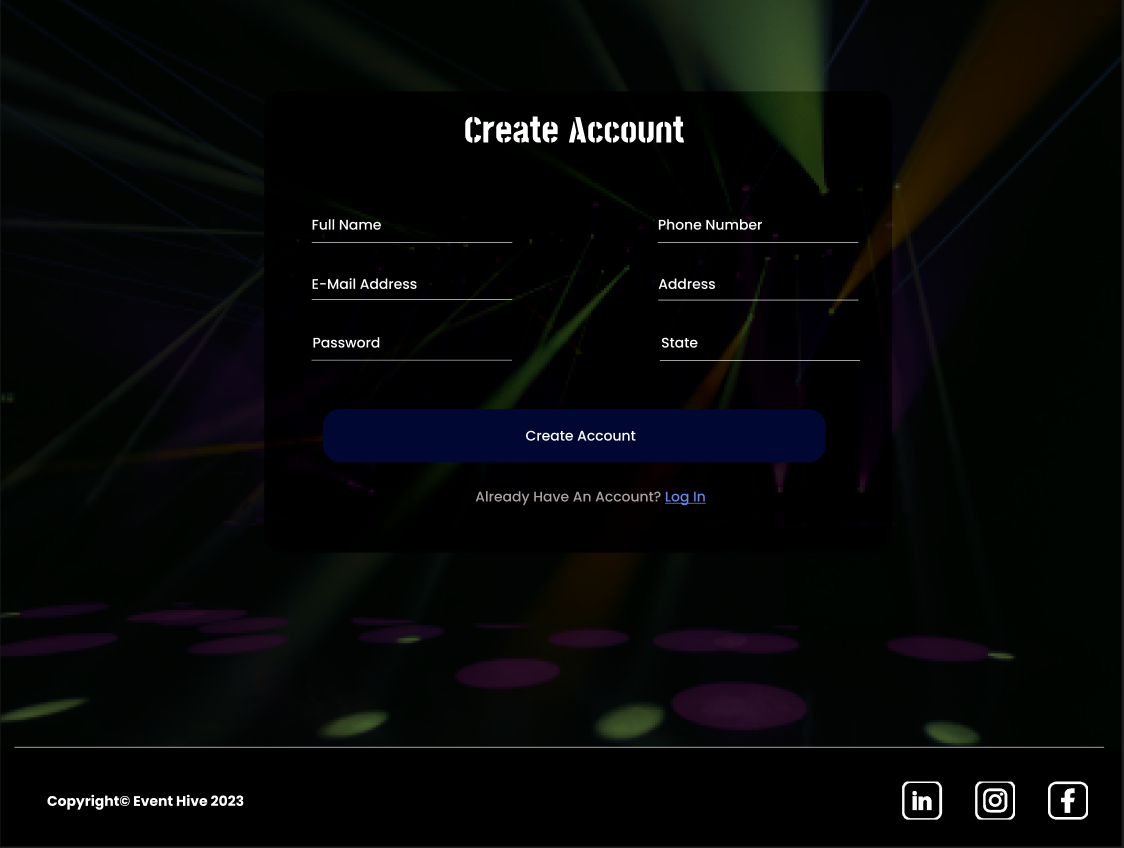 Create Account
Full Name
Phone Number
E-Mail Address
Address
Password
State
Create Account
Already Have An Account? Log In
Copyright© Event Hive 2023
in
f